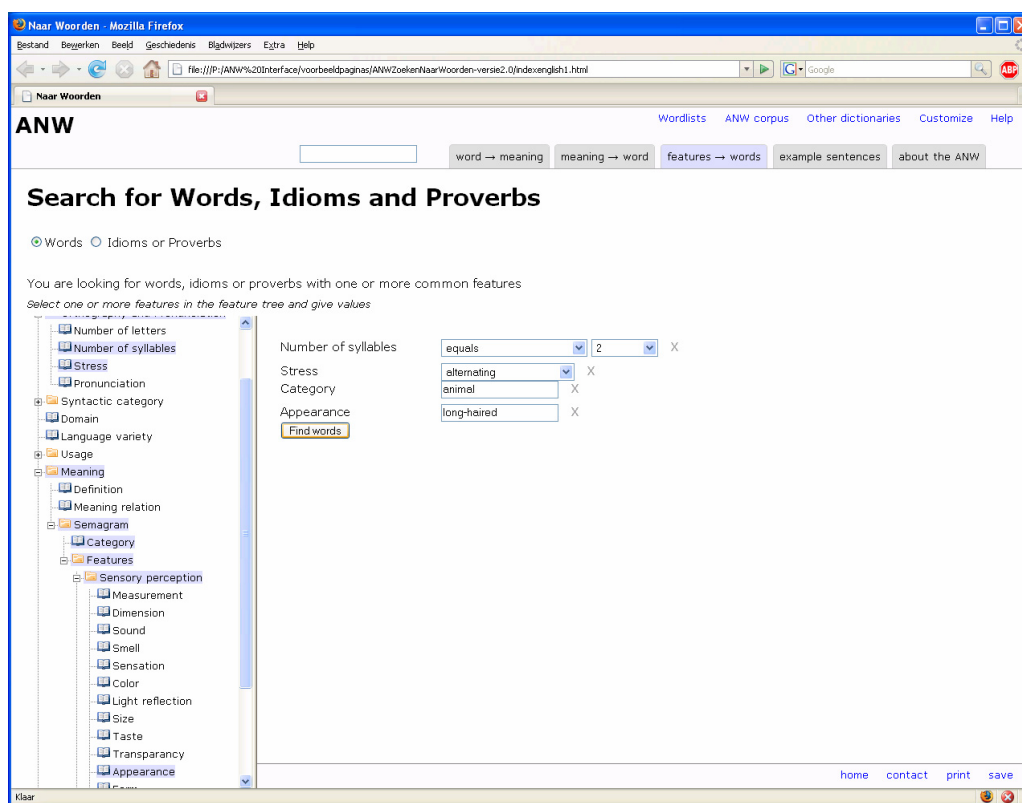 Naar Woorden - Mozilla Firefox
Bestand Bewerken Beeld Geschiedenis Bladwijzers Extra Help
file:///P:/ANW%20Interface/voorbeeldpaginas/ANWZoekenNaarWoorden-versie2.0/indexenglish1.html
G Google
ABP
Naar Woorden
ANW
Wordlists ANW corpus Other dictionaries Customize Help
word → meaning meaning → word features → words example sentences about the ANW
Search for Words, Idioms and Proverbs
Words Idioms or Proverbs
You are looking for words, idioms or proverbs with one or more common features
Select one or more features in the feature tree and give values
Number of letters
Number of syllables
Stress
Pronunciation
Syntactic category
Domain
Language variety
Usage
Meaning
Definition
Meaning relation
Semagram
Category
Features
Sensory perception
Measurement
Dimension
Sound
Smell
Sensation
Color
Light reflection
Size
Taste
Transparancy
Appearance
Number of syllables equals 2 X
Stress alternating X
Category animal X
Appearance long-haired X
Find words
home contact print save
Klaar